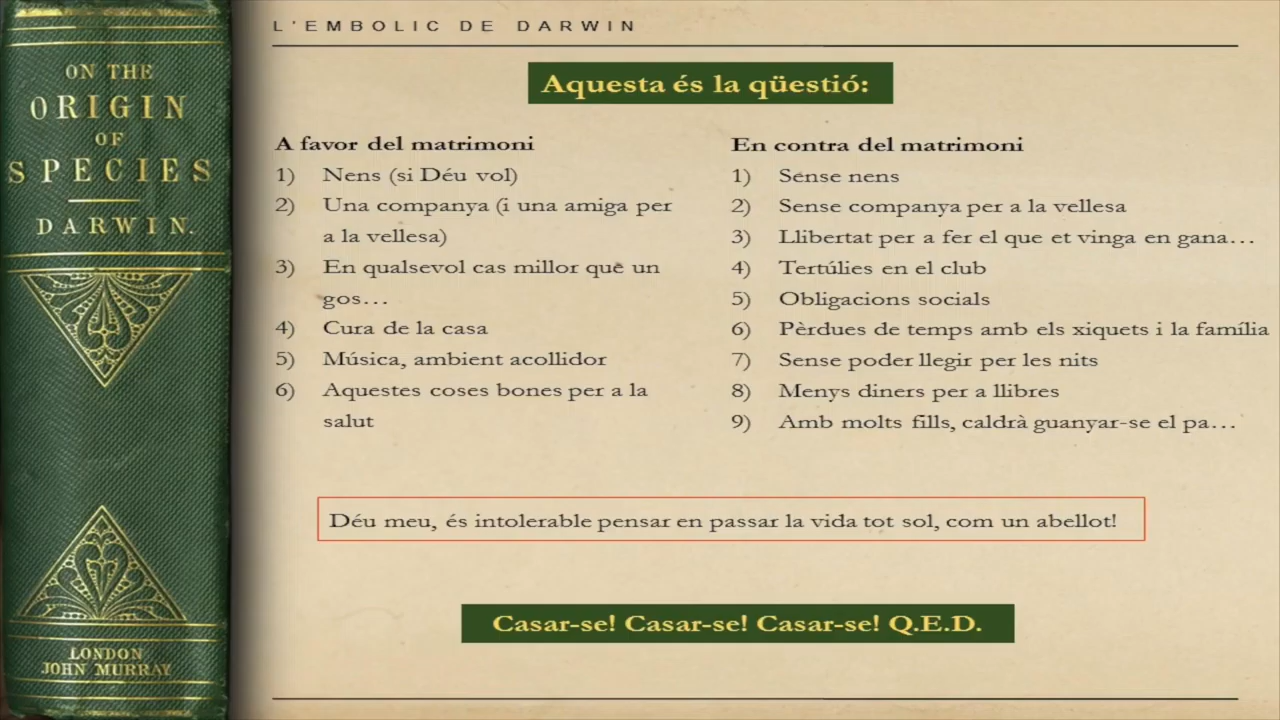 ON THE
ORIGIN
OF
SPECIES
DARWIN.
LONDON
JOHN MURRAY
L'EMBOLIC DE DARWIN
Aquesta és la qüestió:
A favor del matrimoni
1) Nens (si Déu vol)
2) Una companya (i una amiga per
a la vellesa)
3) En qualsevol cas millor que un
gos…
4) Cura de la casa
5) Música, ambient acollidor
6) Aquestes coses bones per a la
salut
En contra del matrimoni
1) Sense nens
2) Sense companya per a la vellesa
3) Llibertat per a fer el que et vinga en gana…
4) Tertúlies en el club
5) Obligacions socials
6) Pèrdues de temps amb els xiquets i la família
7) Sense poder llegir per les nits
8) Menys diners per a llibres
9) Amb molts fills, caldrà guanyar-se el pa…
Déu meu, és intolerable pensar en passar la vida tot sol, com un abellot!
Casar-se! Casar-se! Casar-se! Q.E.D.